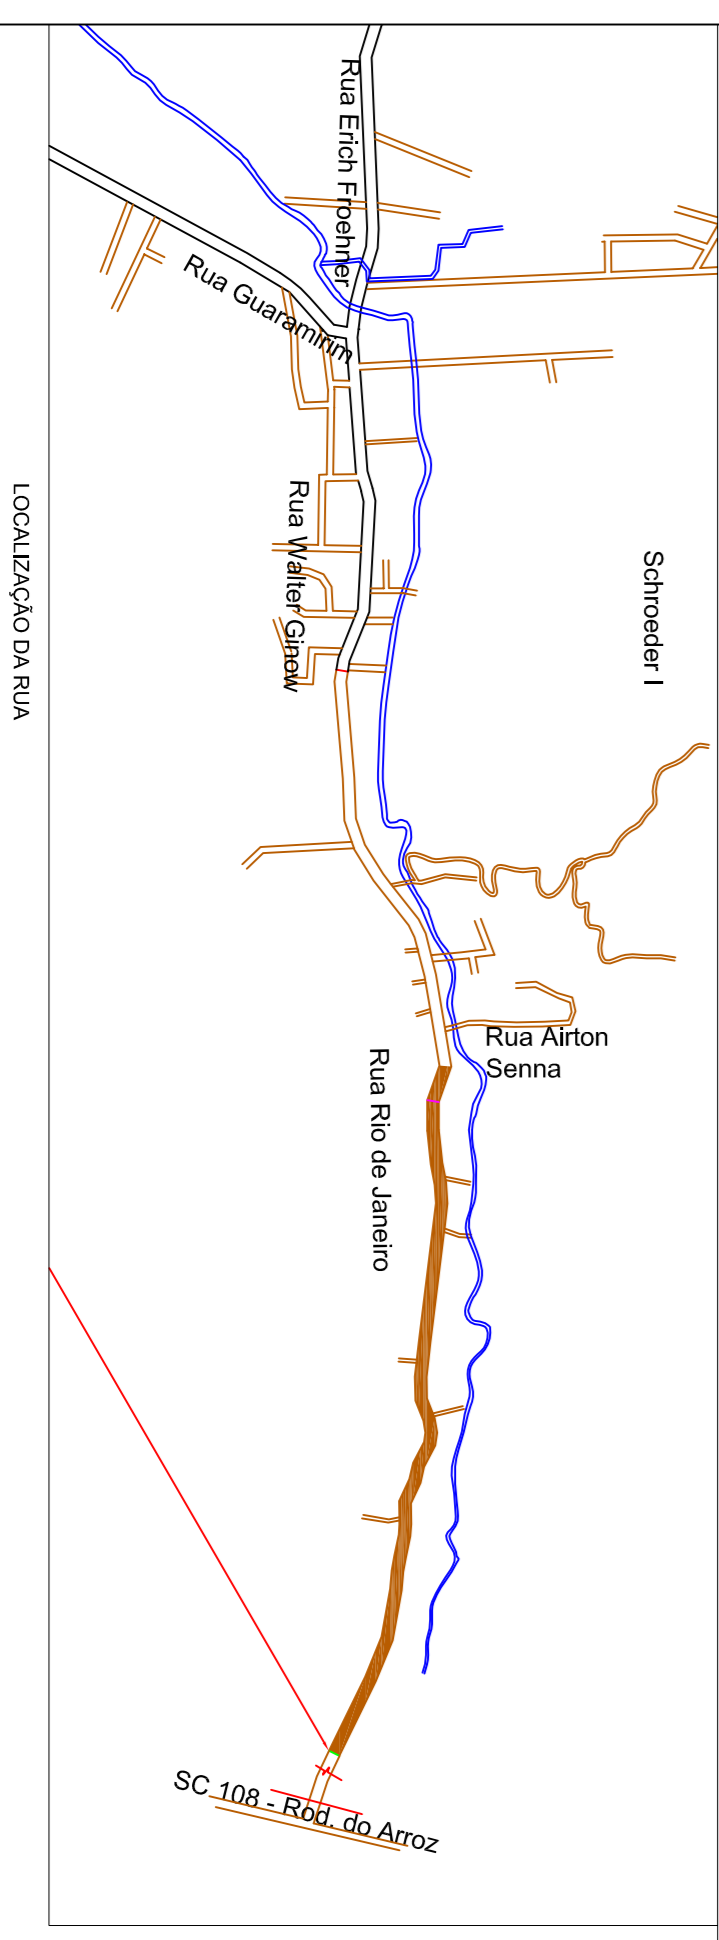 LOCALIZAÇÃO DA RUA
Rua Erich Froehner
Rua Guaramirim
Rua Walter Ginow
Schroeder I
Rua Airton
Senna
Rua Rio de Janeiro
SC 108 - Rod. do Arroz